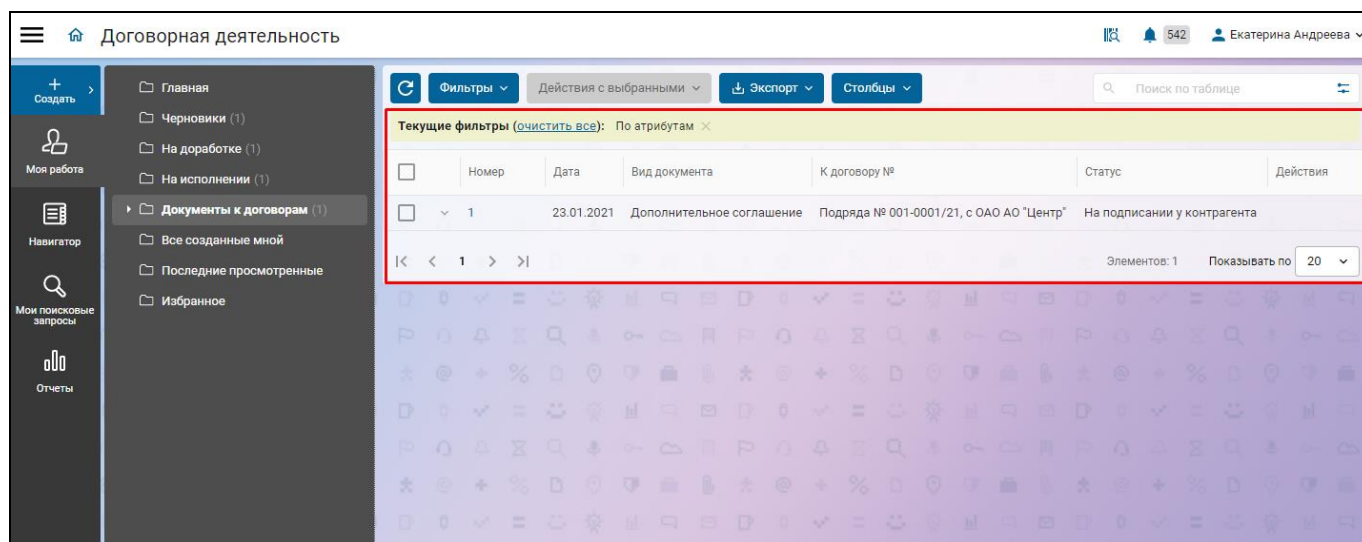 Договорная деятельность
542 Екатерина Андреева
Создать
Моя работа
Навигатор
Мои поисковые
запросы
Отчеты
Главная
Черновики (1)
На доработке (1)
На исполнении (1)
Документы к договорам (1)
Все созданные мной
Последние просмотренные
Избранное
Фильтры Действия с выбранными Экспорт Столбцы Поиск по таблице
Текущие фильтры (очистить все): По атрибутам
Номер Дата Вид документа К договору № Статус Действия
1 23.01.2021 Дополнительное соглашение Подряда № 001-0001/21, с ОАО АО "Центр" На подписании у контрагента
1 Элементов: 1 Показывать по 20